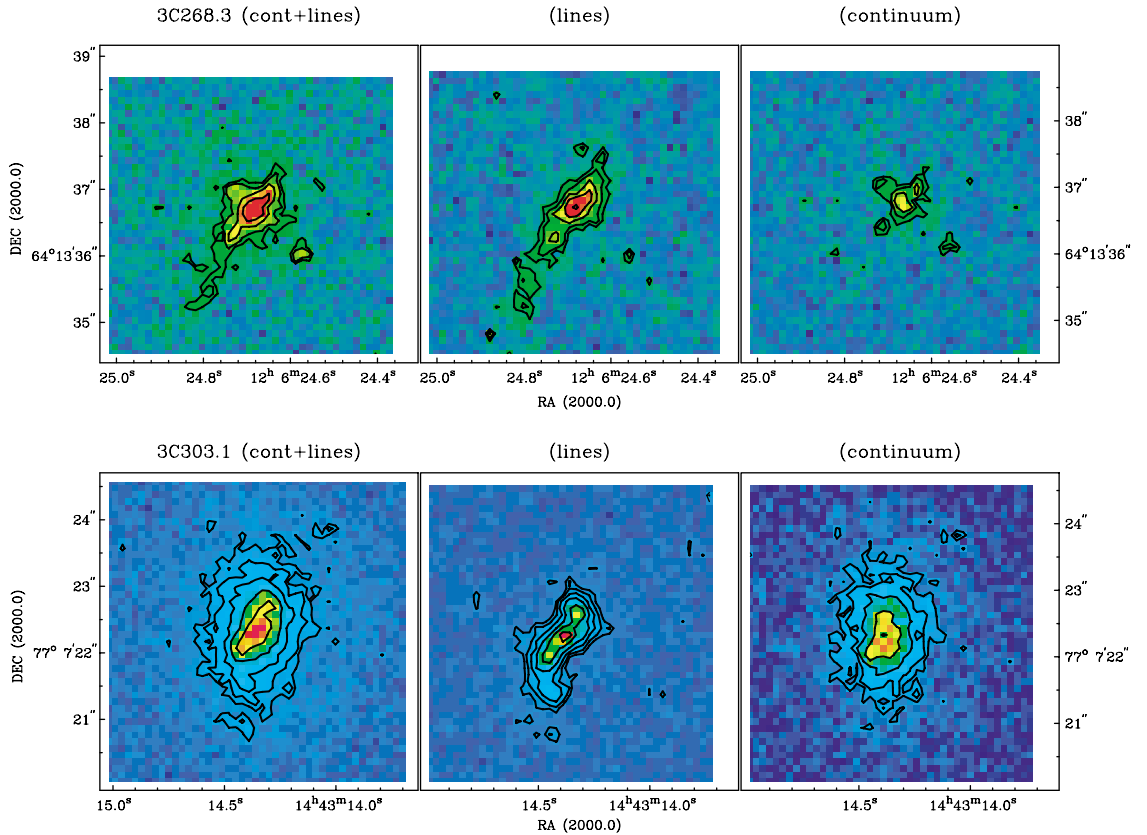 3C268.3 (cont+lines)
(lines)
(continuum)
39"
38"
37"
64°13'36"
35"
38"
37"
64°13'36"
35"
DEC (2000.0)
25.0s 24.8s 12h 6m24.6s 24.4s
25.0s 24.8s 12h 6m24.6s 24.4s
25.0s 24.8s 12h 6m24.6s 24.4s
RA (2000.0)
3C303.1 (cont+lines)
(lines)
(continuum)
24"
23"
77° 7'22"
21"
24"
23"
77° 7'22"
21"
DEC (2000.0)
15.0s 14.5s 14h43m14.0s
14.5s 14h43m14.0s
14.5s 14h43m14.0s
RA (2000.0)